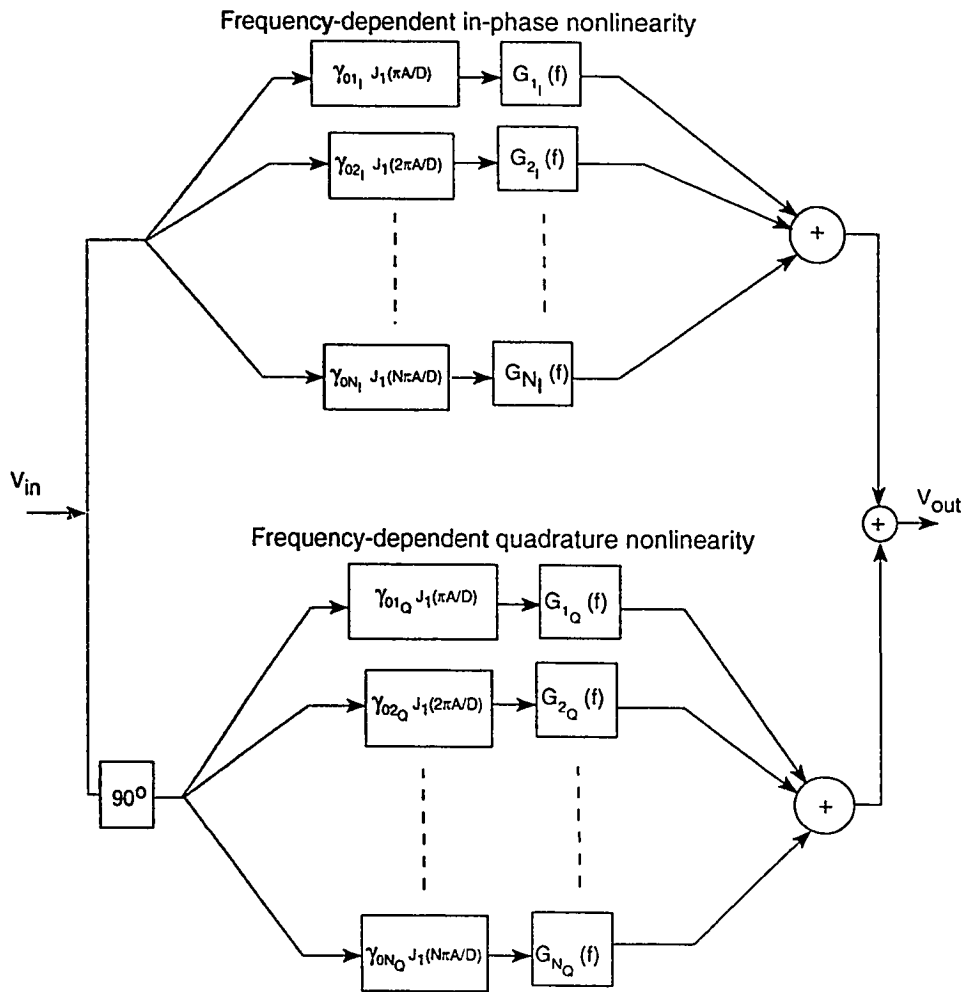 Frequency-dependent in-phase nonlinearity
γ01I J1(πA/D)
G1I (f)
γ02I J1(2πA/D)
G2I (f)
+
γ0NI J1(NπA/D)
GNI (f)
Vin
Vout
+
Frequency-dependent quadrature nonlinearity
γ01Q J1(πA/D)
G1Q (f)
γ02Q J1(2πA/D)
G2Q (f)
90o
+
γ0NQ J1(NπA/D)
GNQ (f)